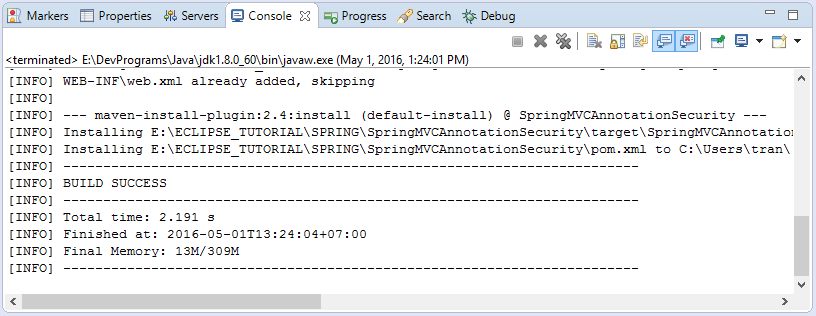 Markers Properties Servers Console Progress Search Debug
<terminated> E:\DevPrograms\Java\jdk1.8.0_60\bin\javaw.exe (May 1, 2016, 1:24:01 PM)
[INFO] WEB-INF\web.xml already added, skipping
[INFO]
[INFO] --- maven-install-plugin:2.4:install (default-install) @ SpringMVCAnnotationSecurity ---
[INFO] Installing E:\ECLIPSE_TUTORIAL\SPRING\SpringMVCAnnotationSecurity\target\SpringMVCAnnotation
[INFO] Installing E:\ECLIPSE_TUTORIAL\SPRING\SpringMVCAnnotationSecurity\pom.xml to C:\Users\tran\
[INFO] ------------------------------------------------------------------------
[INFO] BUILD SUCCESS
[INFO] ------------------------------------------------------------------------
[INFO] Total time: 2.191 s
[INFO] Finished at: 2016-05-01T13:24:04+07:00
[INFO] Final Memory: 13M/309M
[INFO] ------------------------------------------------------------------------